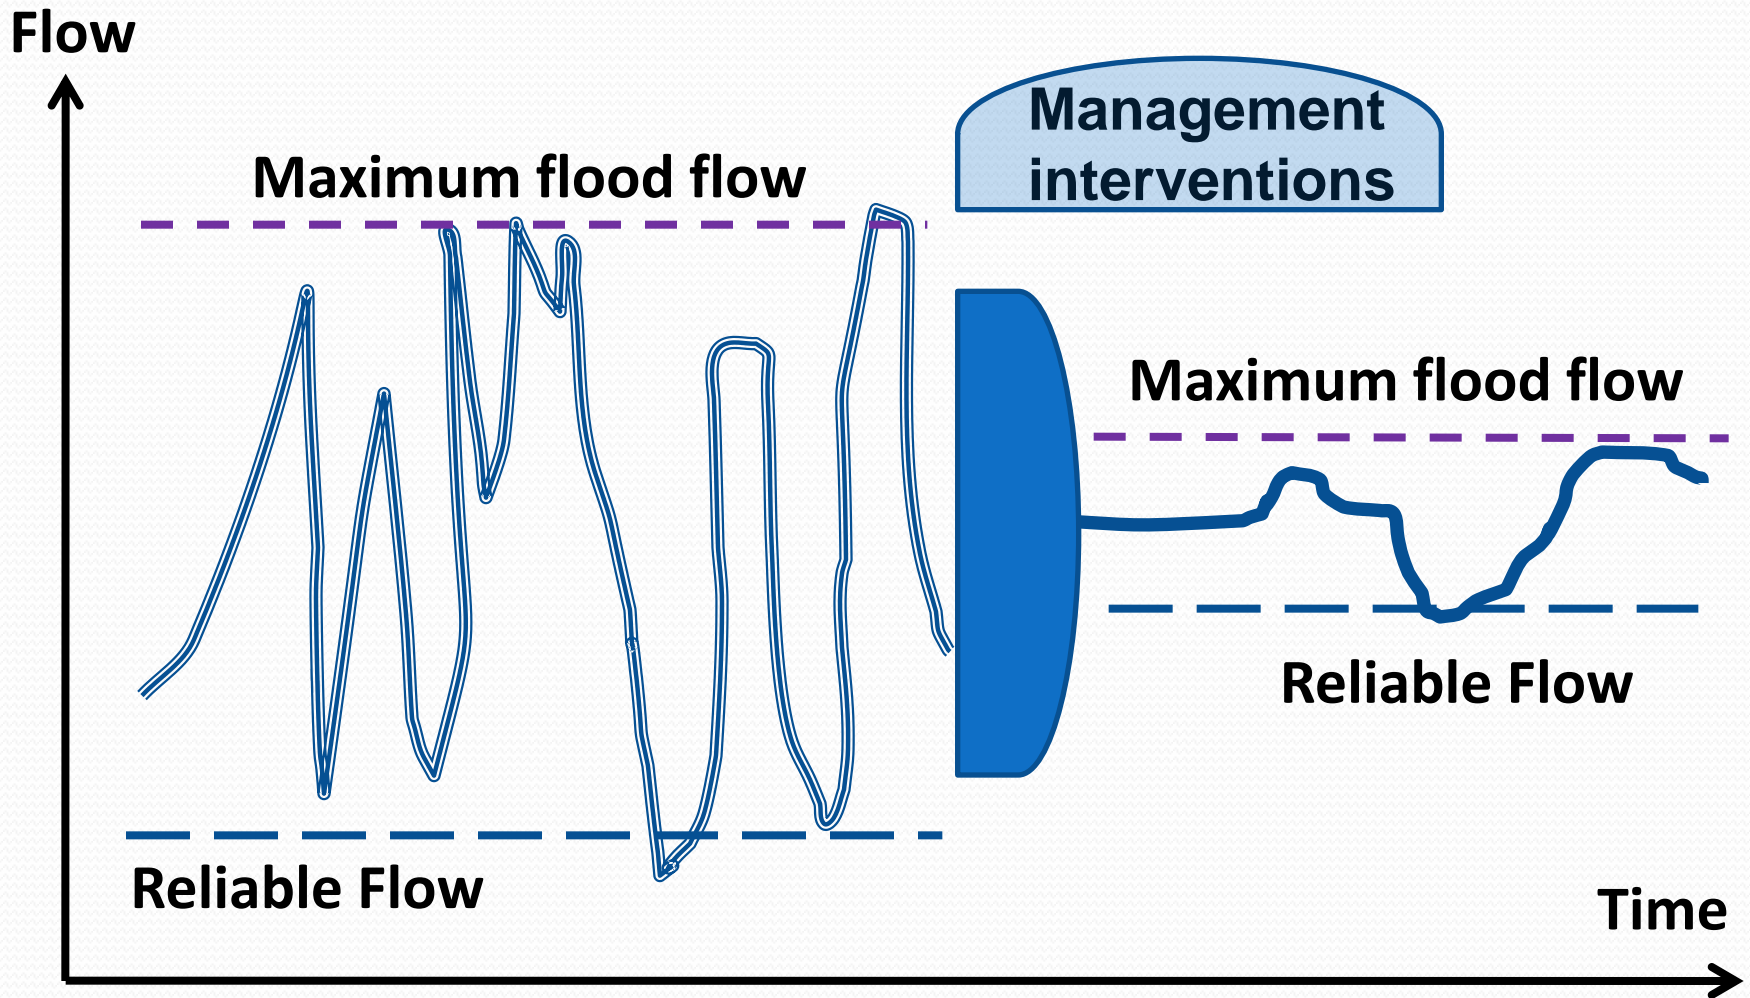 Flow
Management
interventions
Maximum flood flow
Maximum flood flow
Reliable Flow
Reliable Flow
Time